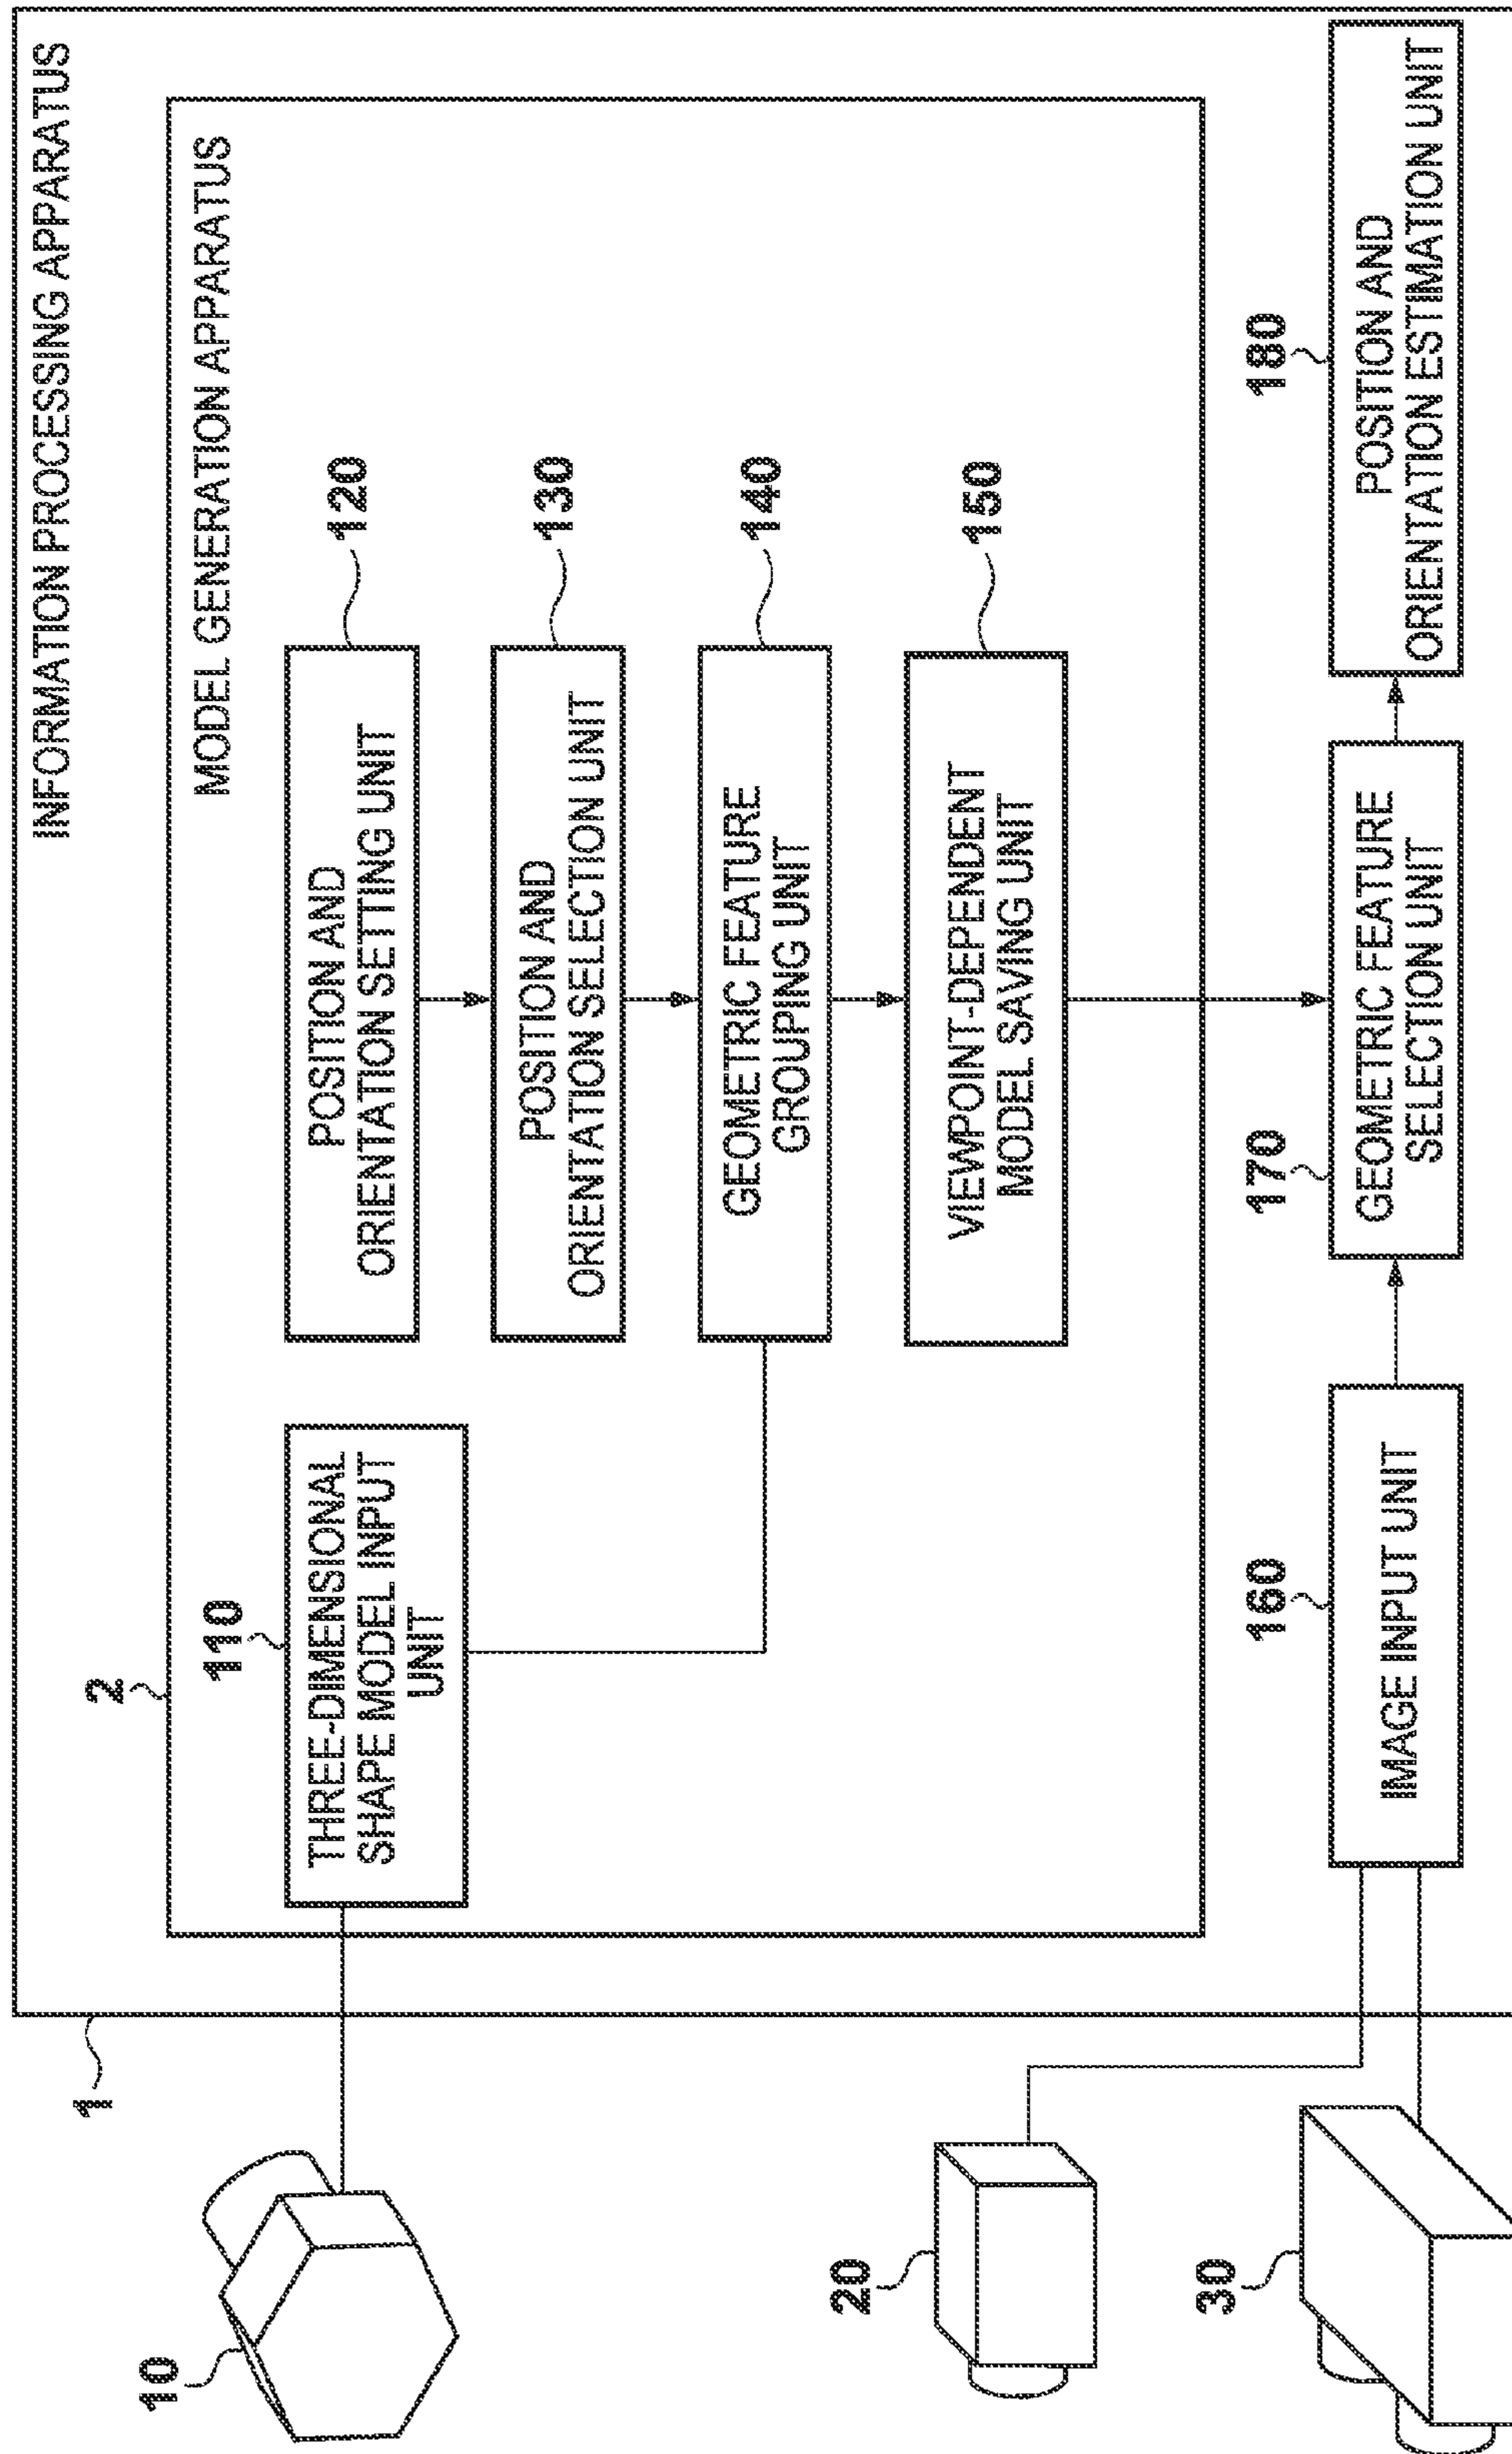 INFORMATION PROCESSING APPARATUS
1
2
MODEL GENERATION APPARATUS
10
110
THREE-DIMENSIONAL
SHAPE MODEL INPUT
UNIT
POSITION AND
ORIENTATION SETTING UNIT
120
POSITION AND
ORIENTATION SELECTION UNIT
130
GEOMETRIC FEATURE
GROUPING UNIT
140
VIEWPOINT-DEPENDENT
MODEL SAVING UNIT
150
20
30
160
IMAGE INPUT UNIT
170
GEOMETRIC FEATURE
SELECTION UNIT
180
POSITION AND
ORIENTATION ESTIMATION UNIT